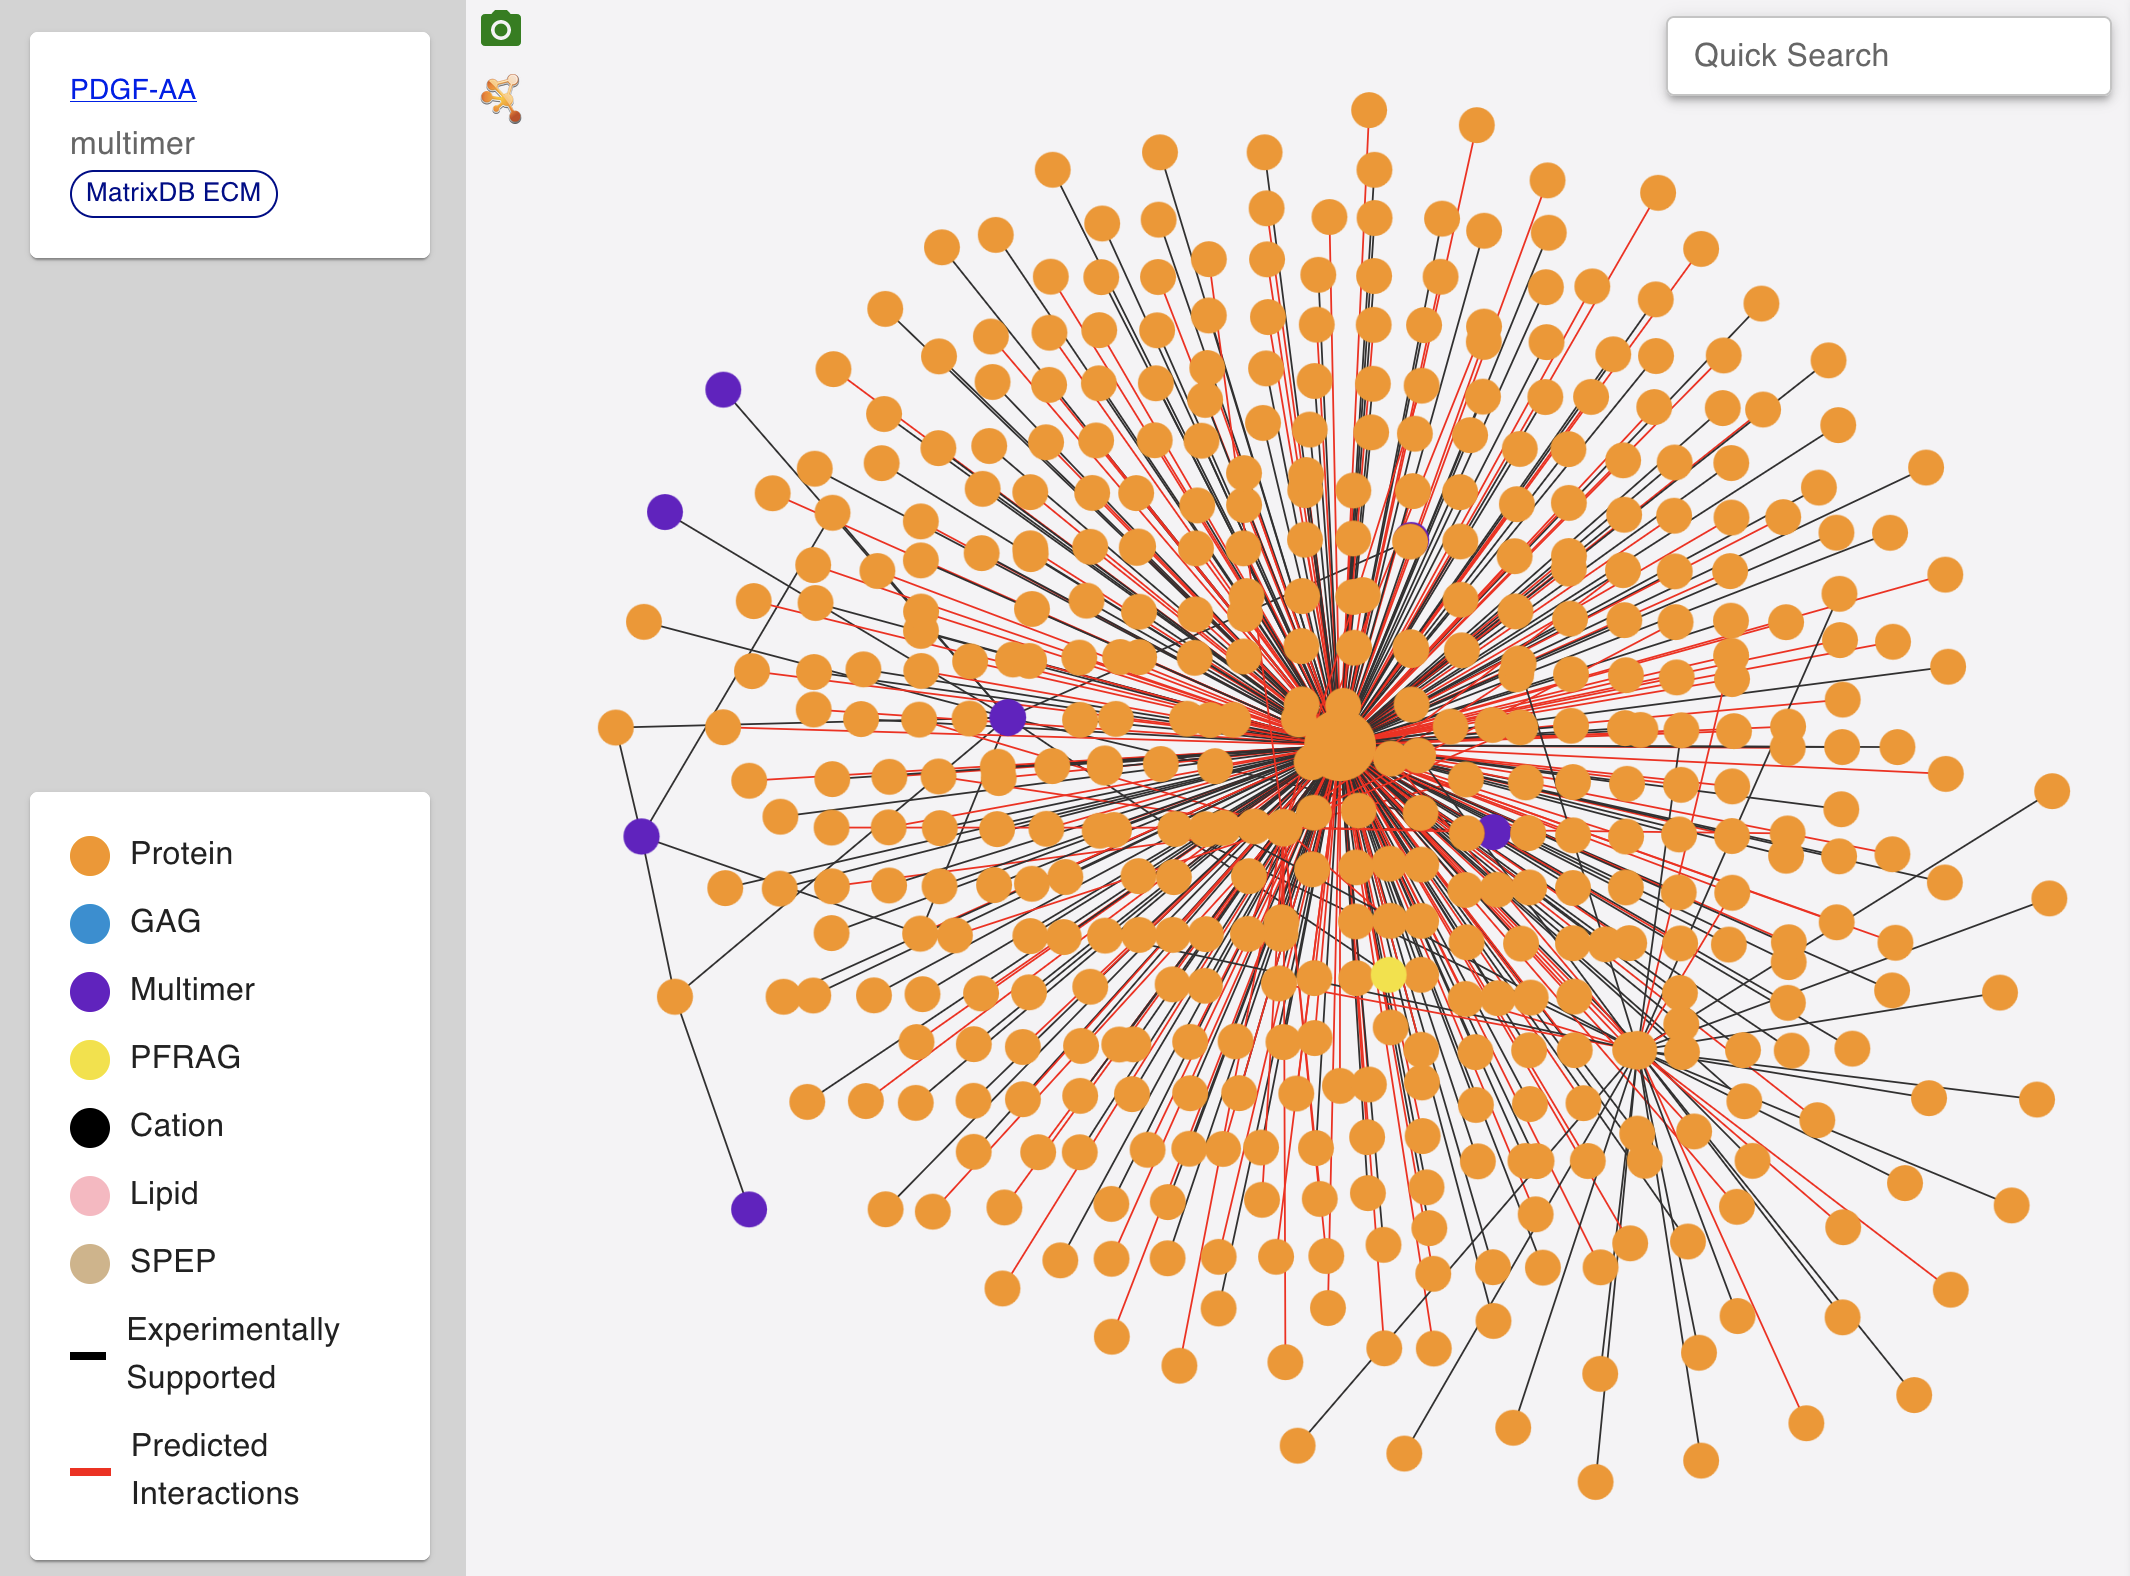 PDGF-AA
multimer
MatrixDB ECM
Quick Search
Protein
GAG
Multimer
PFRAG
Cation
Lipid
SPEP
Experimentally
Supported
Predicted
Interactions